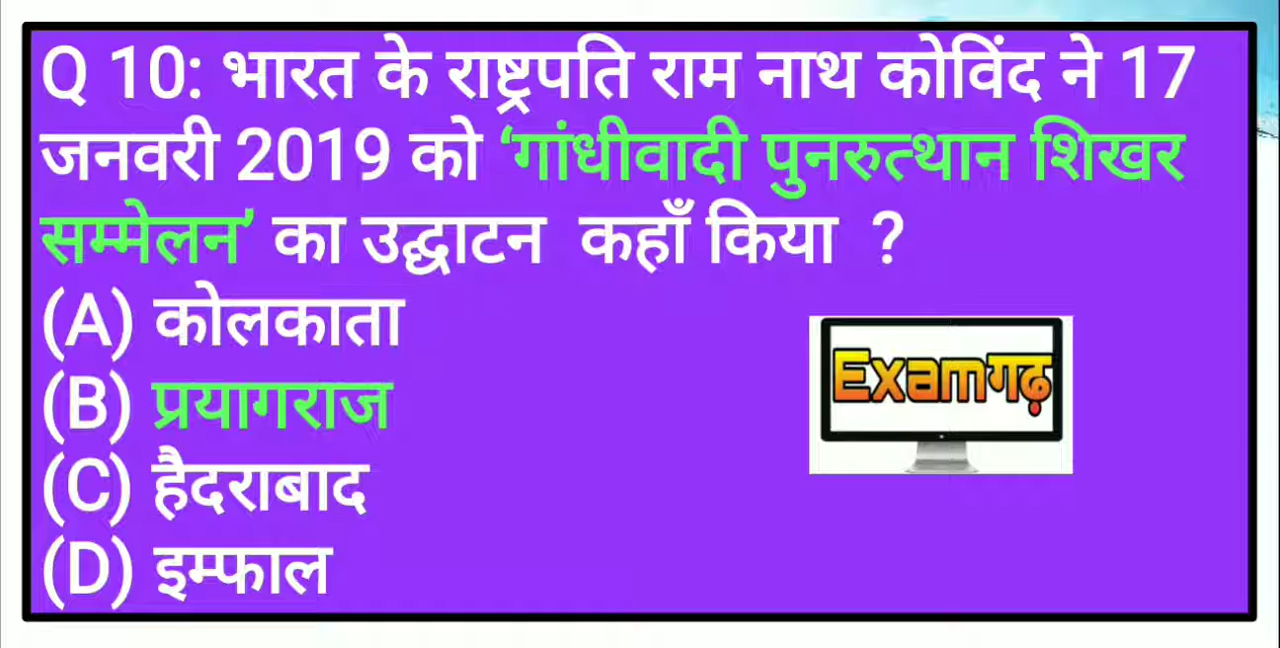 Q 10: भारत के राष्ट्रपति राम नाथ कोविंद ने 17
जनवरी 2019 को ‘गांधीवादी पुनरुत्थान शिखर
सम्मेलन’ का उद्घाटन कहाँ किया ?
(A) कोलकाता
(B) प्रयागराज
(C) हैदराबाद
(D) इम्फाल
Examगढ़